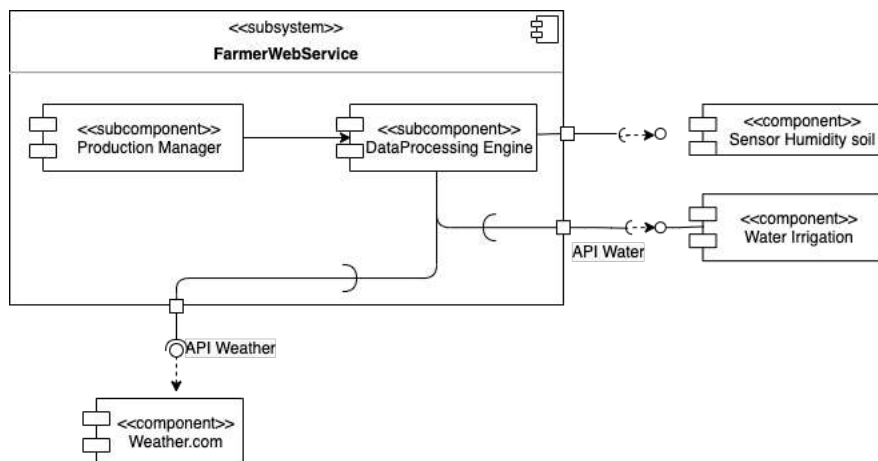 <<subsystem>>
FarmerWebService
<<subcomponent>>
Production Manager
<<subcomponent>>
DataProcessing Engine
<<component>>
Sensor Humidity soil
<<component>>
Water Irrigation
API Water
API Weather
<<component>>
Weather.com